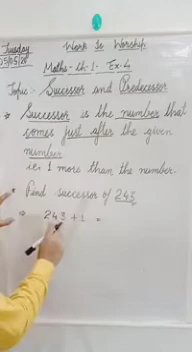 Tuesday
Work Is Worship.
05/05/20
Maths. Ch. 1. Ex. 4
Topic:- Successor and Predecessor
* Successor is the number that
comes just after the given
number
i.e. 1 more than the number.
Find successor of 243
243 + 1 =